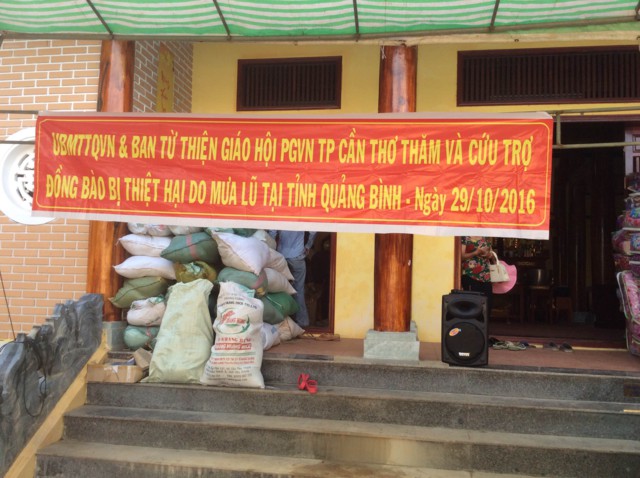 UBMTTQVN & BAN TỪ THIỆN GIÁO HỘI PGVN TP CẦN THƠ THĂM VÀ CỨU TRỢ
ĐỒNG BÀO BỊ THIỆT HẠI DO MƯA LŨ TẠI TỈNH QUẢNG BÌNH - Ngày 29/10/2016